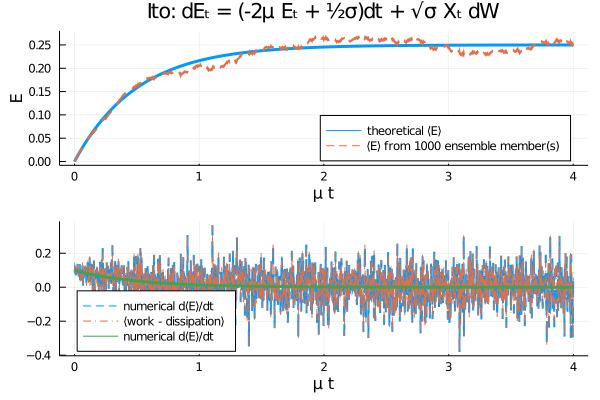 Ito: dEₜ = (-2μ Eₜ + ½σ)dt + √σ Xₜ dW
0.25
0.20
0.15
0.10
0.05
0.00
E
theoretical ⟨E⟩
⟨E⟩ from 1000 ensemble member(s)
0 1 2 3 4
μ t
0.2
0.0
−0.2
−0.4
numerical d⟨E⟩/dt
⟨work - dissipation⟩
numerical d⟨E⟩/dt
0 1 2 3 4
μ t